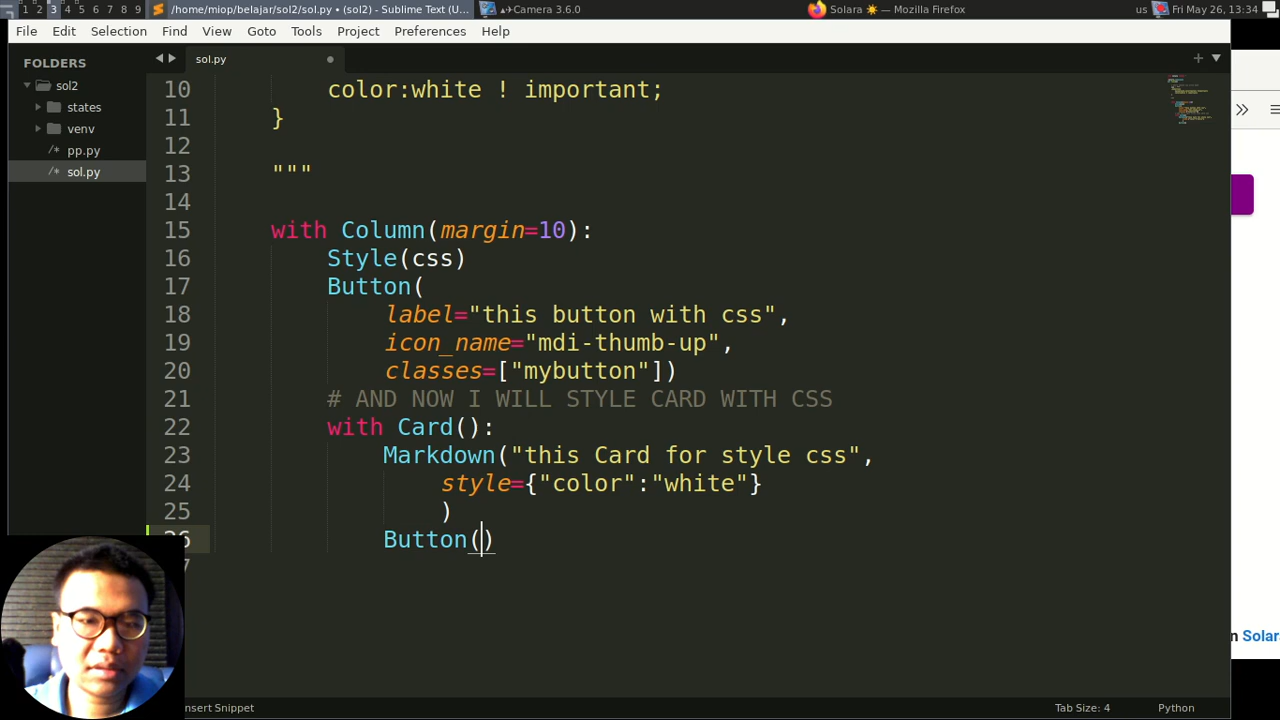 1 2 3 4 5 6 7 8 9 /home/miop/belajar/sol2/sol.py • (sol2) - Sublime Text (U... Camera 3.6.0 Solara ☀ — Mozilla Firefox us Fri May 26, 13:34
File Edit Selection Find View Goto Tools Project Preferences Help
FOLDERS
sol2
states
venv
/* pp.py
/* sol.py
sol.py
10 color:white ! important;
11 }
12
13 """
14
15 with Column(margin=10):
16 Style(css)
17 Button(
18 label="this button with css",
19 icon_name="mdi-thumb-up",
20 classes=["mybutton"])
21 # AND NOW I WILL STYLE CARD WITH CSS
22 with Card():
23 Markdown("this Card for style css",
24 style={"color":"white"}
25 )
26 Button()
7
n Solar
nsert Snippet Tab Size: 4 Python